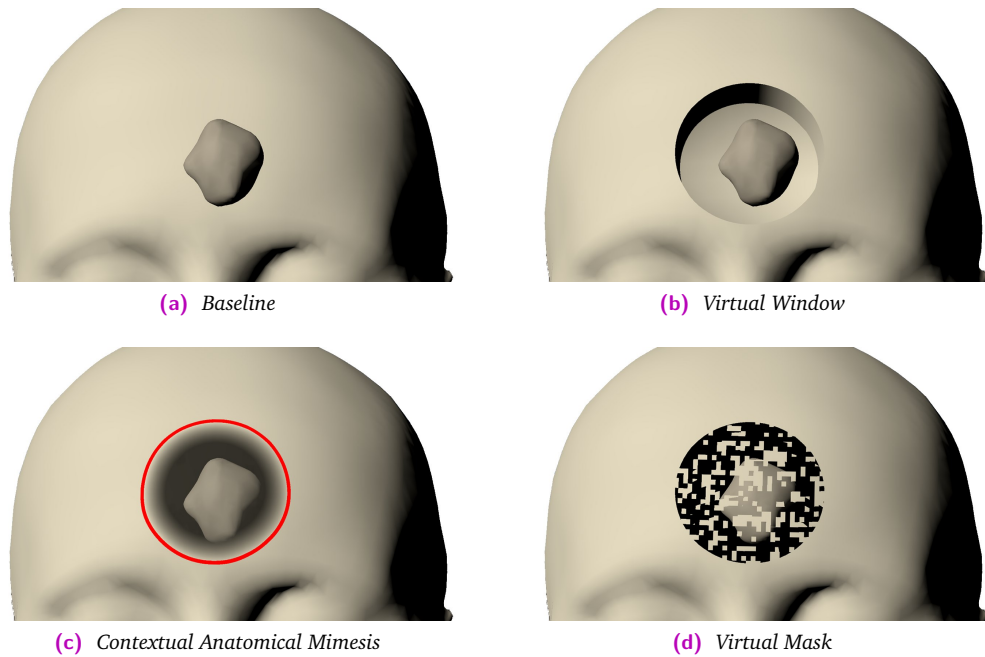 (a) Baseline
(b) Virtual Window
(c) Contextual Anatomical Mimesis
(d) Virtual Mask